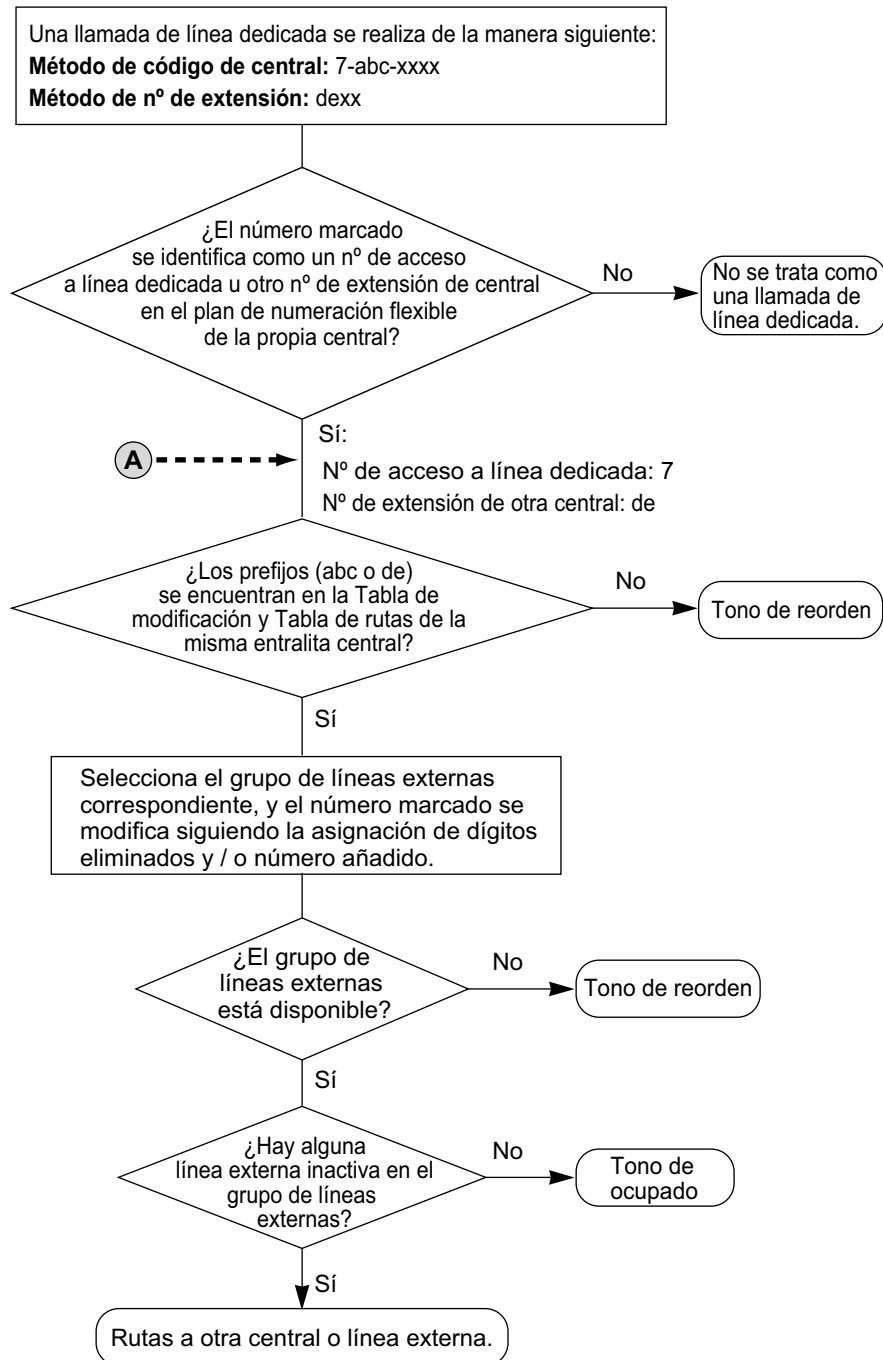 Una llamada de línea dedicada se realiza de la manera siguiente:
Método de código de central: 7-abc-xxxx
Método de nº de extensión: dexx
¿El número marcado
se identifica como un nº de acceso
a línea dedicada u otro nº de extensión de central
en el plan de numeración flexible
de la propia central?
No
No se trata como
una llamada de
línea dedicada.
Sí:
A
Nº de acceso a línea dedicada: 7
Nº de extensión de otra central: de
¿Los prefijos (abc o de)
se encuentran en la Tabla de
modificación y Tabla de rutas de la
misma entralita central?
No
Tono de reorden
Sí
Selecciona el grupo de líneas externas
correspondiente, y el número marcado se
modifica siguiendo la asignación de dígitos
eliminados y / o número añadido.
¿El grupo de
líneas externas
está disponible?
No
Tono de reorden
Sí
¿Hay alguna
línea externa inactiva en el
grupo de líneas
externas?
No
Tono de
ocupado
Sí
Rutas a otra central o línea externa.